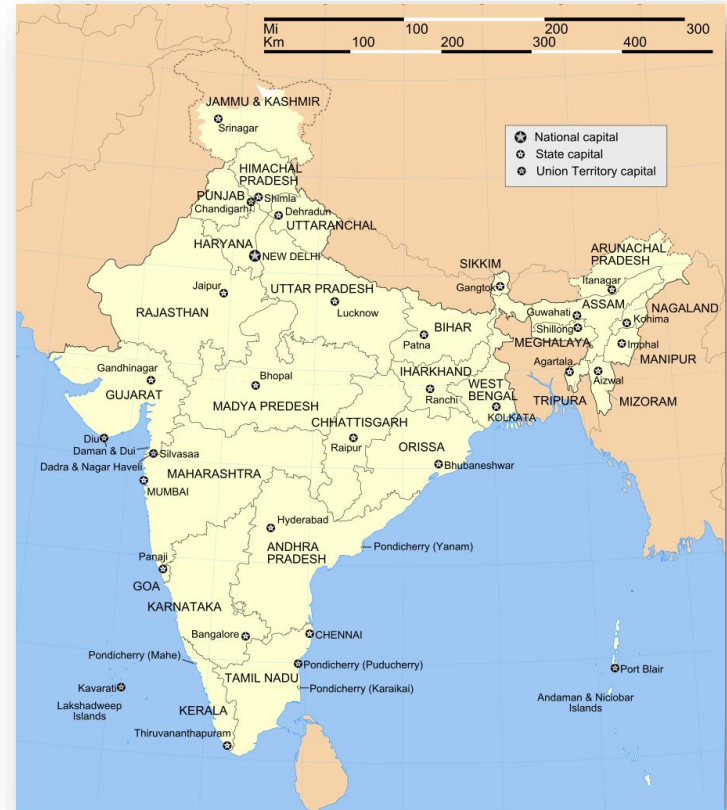 Mi 100 200 300
Km 100 200 300 400
JAMMU & KASHMIR
Srinagar
National capital
State capital
Union Territory capital
HIMACHAL
PRADESH
PUNJAB
Shimla
Chandigarh
Dehradun
UTTARANCHAL
HARYANA
NEW DELHI
ARUNACHAL
PRADESH
SIKKIM
Itanagar
Gangtok
Jaipur
UTTAR PRADESH
Lucknow
RAJASTHAN
ASSAM
NAGALAND
Guwahati
Kohima
Shillong
BIHAR
Patna
MEGHALAYA
Imphal
MANIPUR
Gandhinagar
GUJARAT
Bhopal
MADYA PREDESH
IHARKHAND
Ranchi
WEST
BENGAL
KOLKATA
Agartala
Aizwal
TRIPURA
MIZORAM
CHHATTISGARH
Raipur
ORISSA
Bhubaneshwar
Diu
Daman & Dui
Silvasaa
Dadra & Nagar Haveli
MAHARASHTRA
MUMBAI
Hyderabad
ANDHRA
PRADESH
Pondicherry (Yanam)
Panaji
GOA
KARNATAKA
Bangalore
CHENNAI
Pondicherry (Mahe)
Pondicherry (Puducherry)
TAMIL NADU
Pondicherry (Karaikai)
Port Blair
Kavarati
Lakshadweep
Islands
Andaman & Niciobar
Islands
KERALA
Thiruvananthapuram